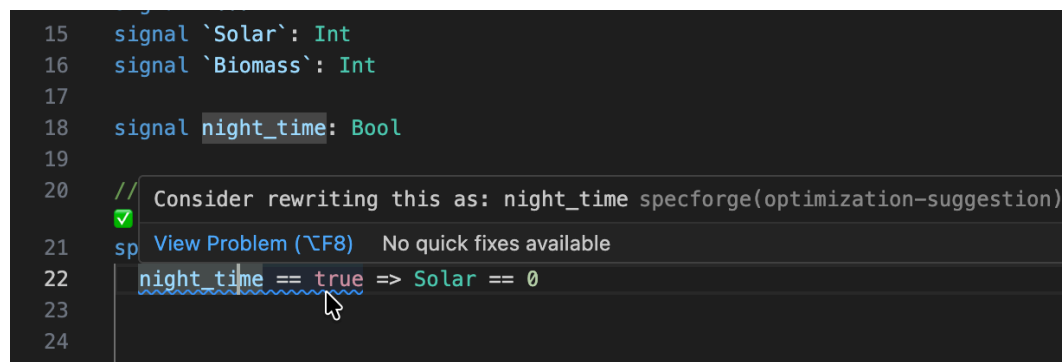 15 signal `Solar`: Int
16 signal `Biomass`: Int
17
18 signal night_time: Bool
19
20 //
Consider rewriting this as: night_time specforge(optimization-suggestion)
View Problem (⌥F8) No quick fixes available
21 sp
22 night_time == true => Solar == 0
23
24